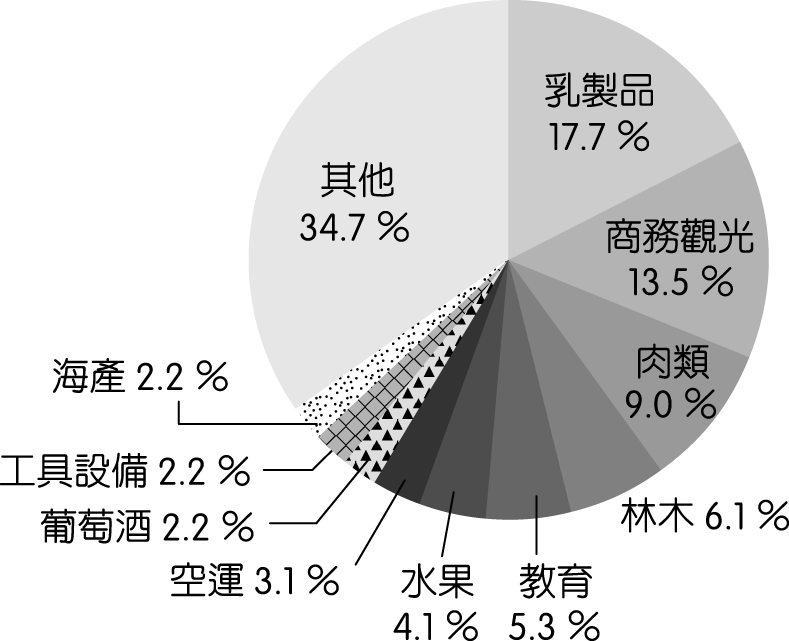 乳製品
17.7 %
其他
34.7 %
商務觀光
13.5 %
肉類
9.0 %
海產 2.2 %
工具設備 2.2 %
林木 6.1 %
葡萄酒 2.2 %
空運 3.1 %
水果
4.1 %
教育
5.3 %